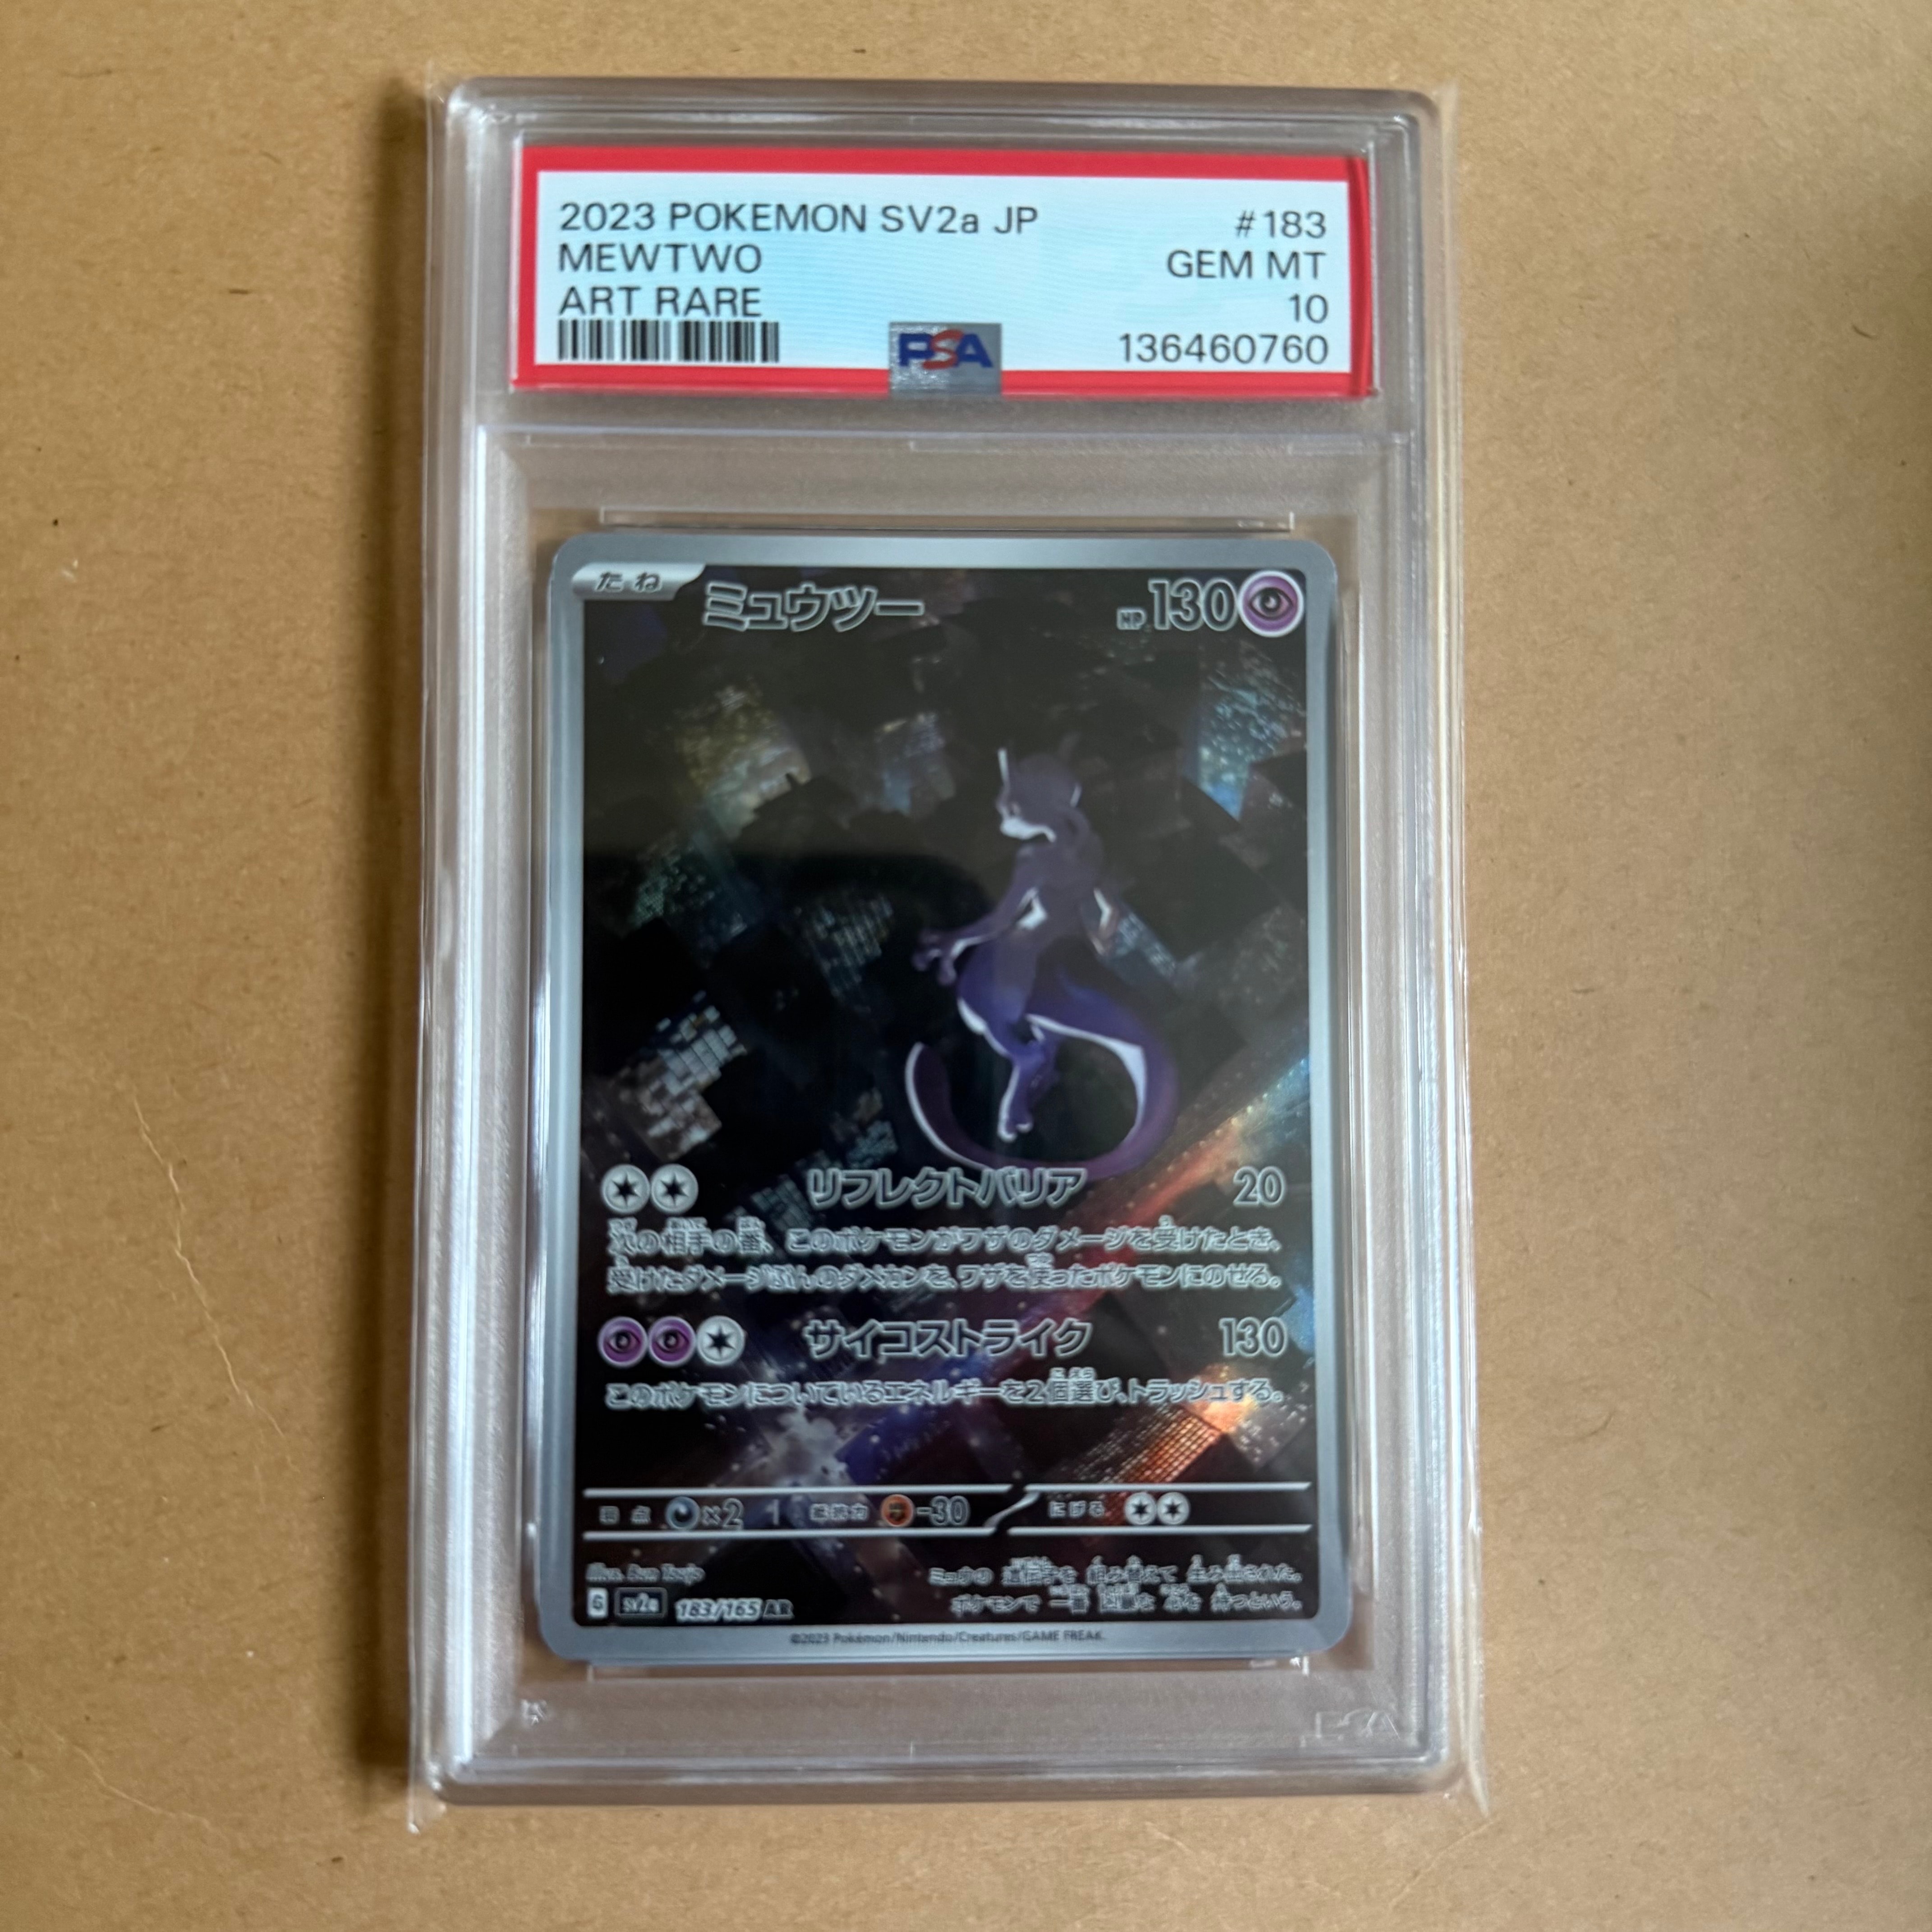 2023 POKEMON SV2a JP #183
MEWTWO GEM MT
ART RARE 10
PSA 136460760
たね ミュウツー HP 130
リフレクトバリア 20
次の相手の番、このポケモンがワザのダメージを受けたとき、
受けたダメージぶんのダメカンを、ワザを使ったポケモンにのせる。
サイコストライク 130
このポケモンについているエネルギーを2個選び、トラッシュする。
弱点 ×2 抵抗力 -30 にげる
G sv2a 183/165 AR
ミュウの 遺伝子を 組み替えて 生み出された。
ポケモンで 一番 凶暴な 心を 持つという。
©2023 Pokémon/Nintendo/Creatures/GAME FREAK.
PSA